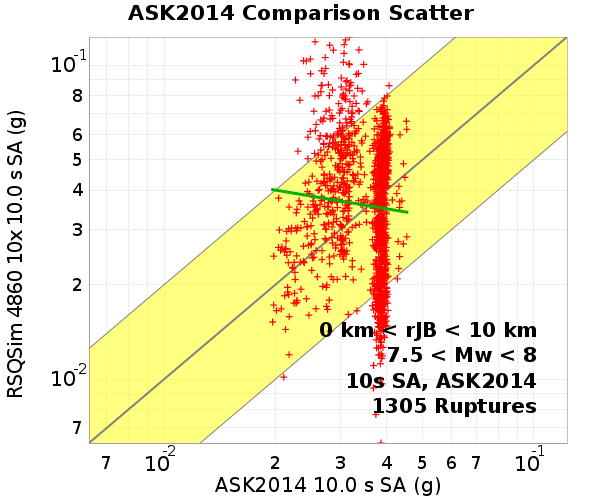 ASK2014 Comparison Scatter
RSQSim 4860 10x 10.0 s SA (g)
10-1
8
6
5
4
3
2
10-2
7
0 km < rJB < 10 km
7.5 < Mw < 8
10s SA, ASK2014
1305 Ruptures
7 10-2 2 3 4 5 6 7 10-1
ASK2014 10.0 s SA (g)